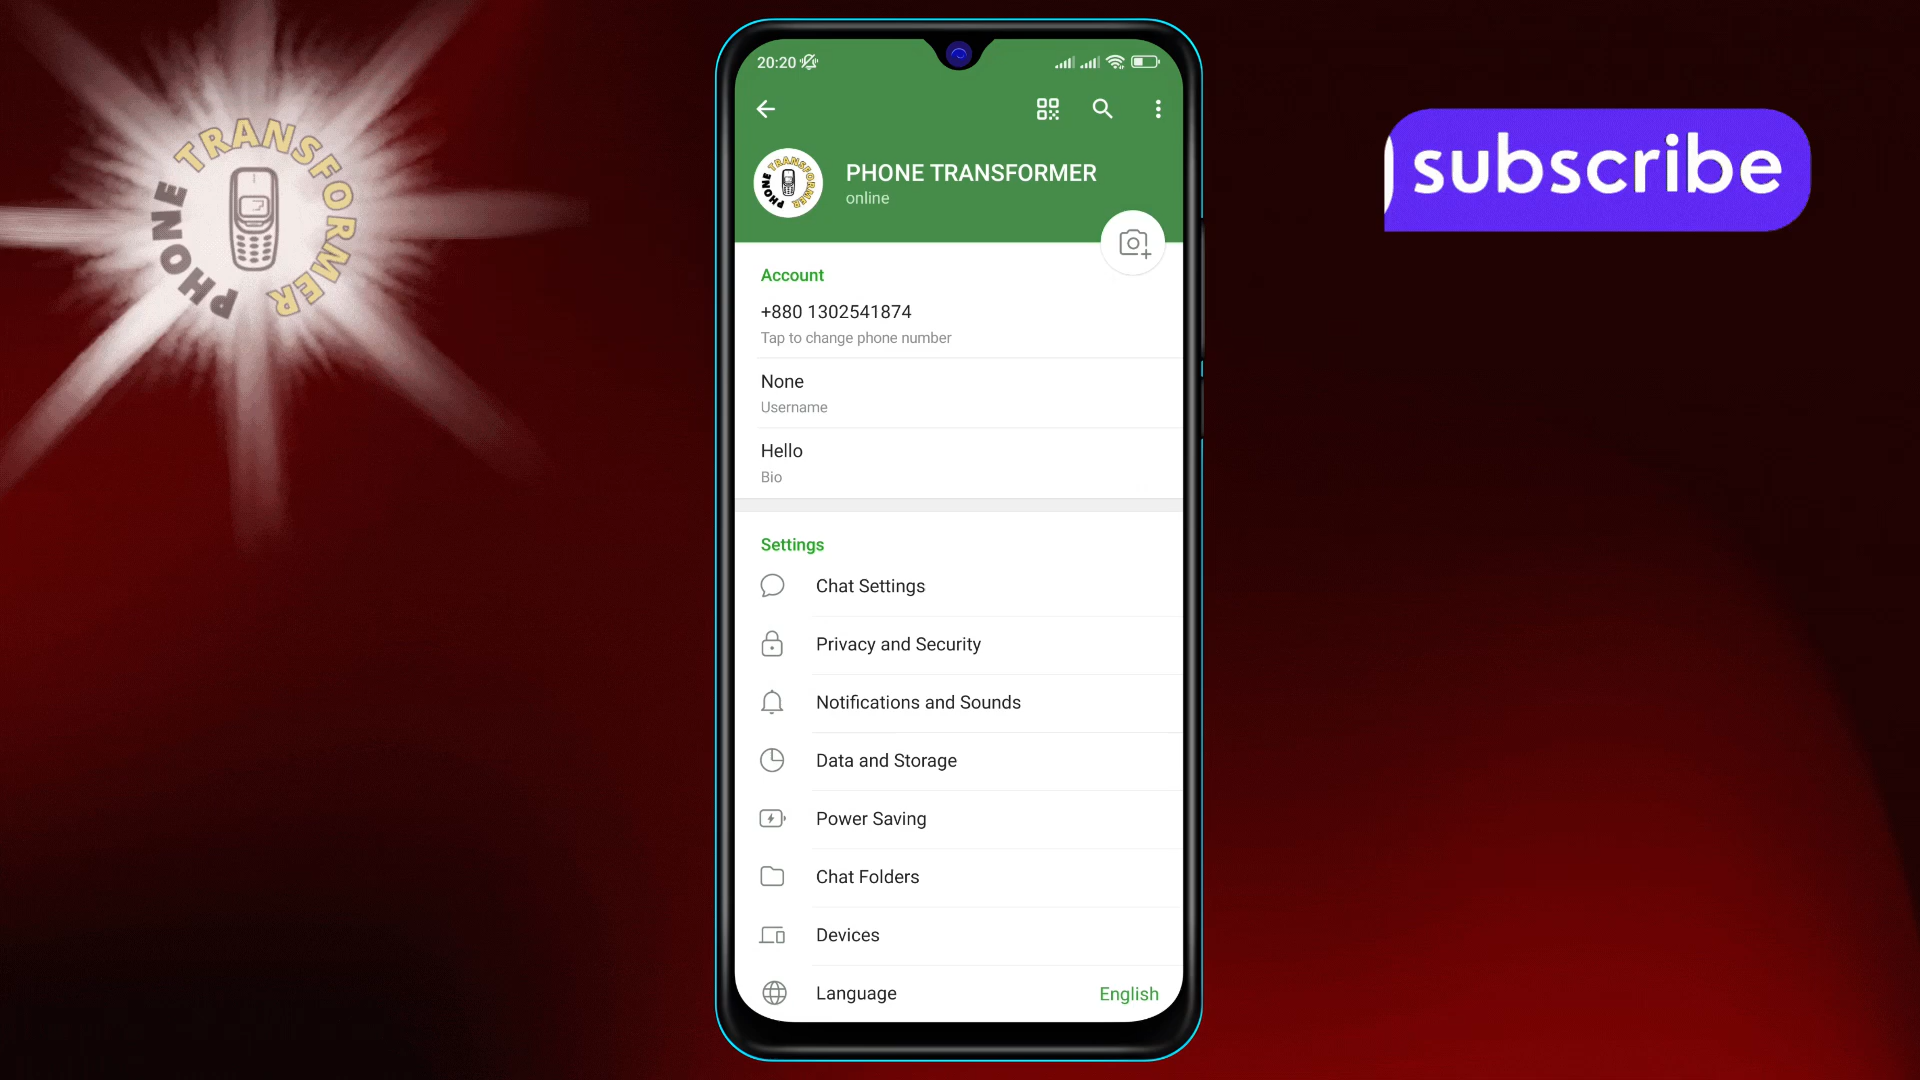 PHONE TRANSFORMER
subscribe
20:20
PHONE TRANSFORMER
PHONE TRANSFORMER
online
Account
+880 1302541874
Tap to change phone number
None
Username
Hello
Bio
Settings
Chat Settings
Privacy and Security
Notifications and Sounds
Data and Storage
Power Saving
Chat Folders
Devices
Language English